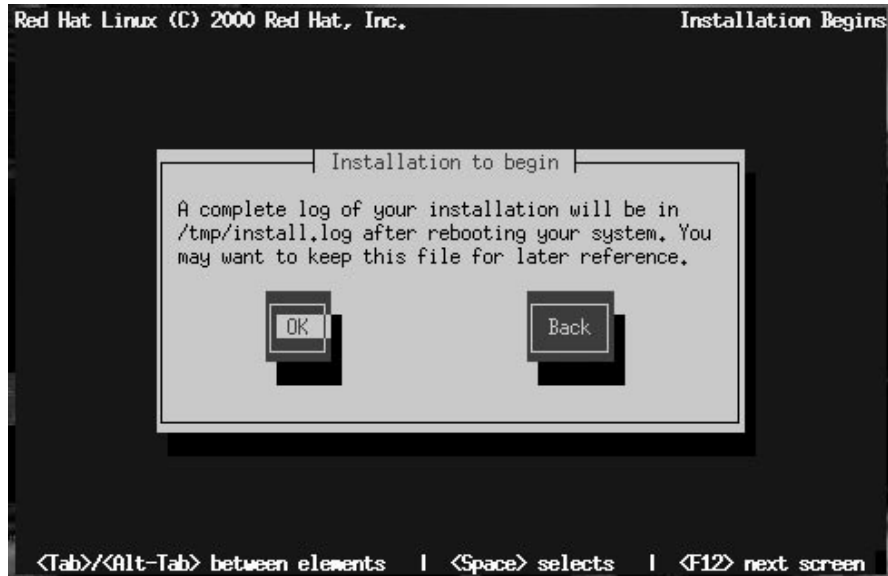 Red Hat Linux (C) 2000 Red Hat, Inc. Installation Begins
Installation to begin
A complete log of your installation will be in
/tmp/install.log after rebooting your system. You
may want to keep this file for later reference.
OK Back
<Tab>/<Alt-Tab> between elements | <Space> selects | <F12> next screen